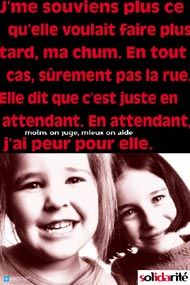 J'me souviens plus ce
qu'elle voulait faire plus
tard, ma chum. En tout
cas, sûrement pas la rue.
Elle dit que c'est juste en
attendant. En attendant,
moins on juge, mieux on aide
j'ai peur pour elle.
solidarité